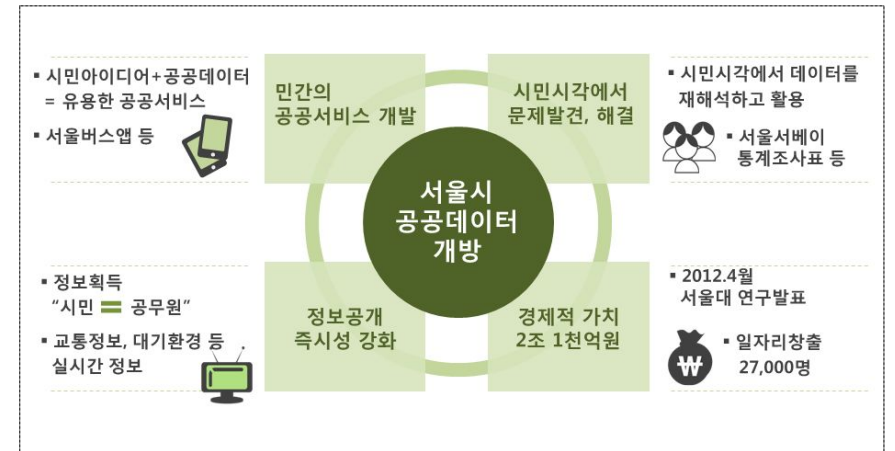 ▪ 시민아이디어+공공데이터
= 유용한 공공서비스
▪ 서울버스앱 등
민간의
공공서비스 개발
시민시각에서
문제발견, 해결
▪ 시민시각에서 데이터를
재해석하고 활용
▪ 서울서베이
통계조사표 등
서울시
공공데이터
개방
▪ 정보획득
“시민 = 공무원”
▪ 교통정보, 대기환경 등 .
실시간 정보
정보공개
즉시성 강화
경제적 가치
2조 1천억원
▪ 2012.4월
서울대 연구발표
₩
▪ 일자리창출
27,000명